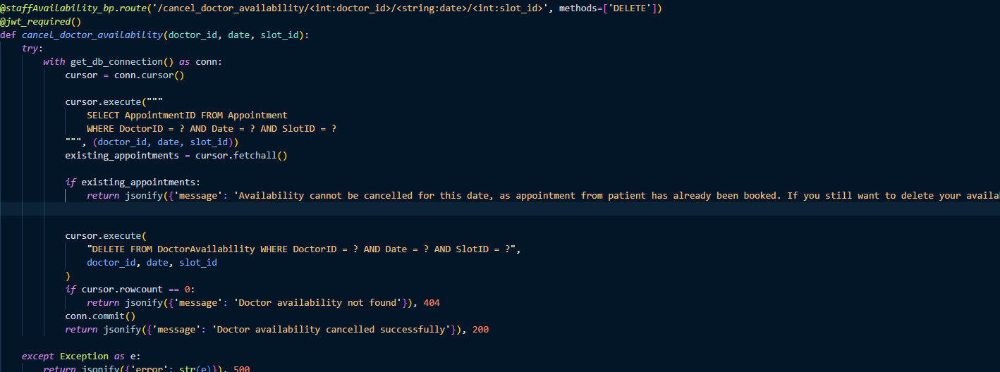 @staffAvailability_bp.route('/cancel_doctor_availability/<int:doctor_id>/<string:date>/<int:slot_id>', methods=['DELETE'])
@jwt_required()
def cancel_doctor_availability(doctor_id, date, slot_id):
    try:
        with get_db_connection() as conn:
            cursor = conn.cursor()

            cursor.execute("""
                SELECT AppointmentID FROM Appointment
                WHERE DoctorID = ? AND Date = ? AND SlotID = ?
            """, (doctor_id, date, slot_id))
            existing_appointments = cursor.fetchall()

            if existing_appointments:
                return jsonify({'message': 'Availability cannot be cancelled for this date, as appointment from patient has already been booked. If you still want to delete your

            cursor.execute(
                "DELETE FROM DoctorAvailability WHERE DoctorID = ? AND Date = ? AND SlotID = ?",
                doctor_id, date, slot_id
            )
            if cursor.rowcount == 0:
                return jsonify({'message': 'Doctor availability not found'}), 404
            conn.commit()
            return jsonify({'message': 'Doctor availability cancelled successfully'}), 200

    except Exception as e:
        return jsonify({'error': str(e)}), 500